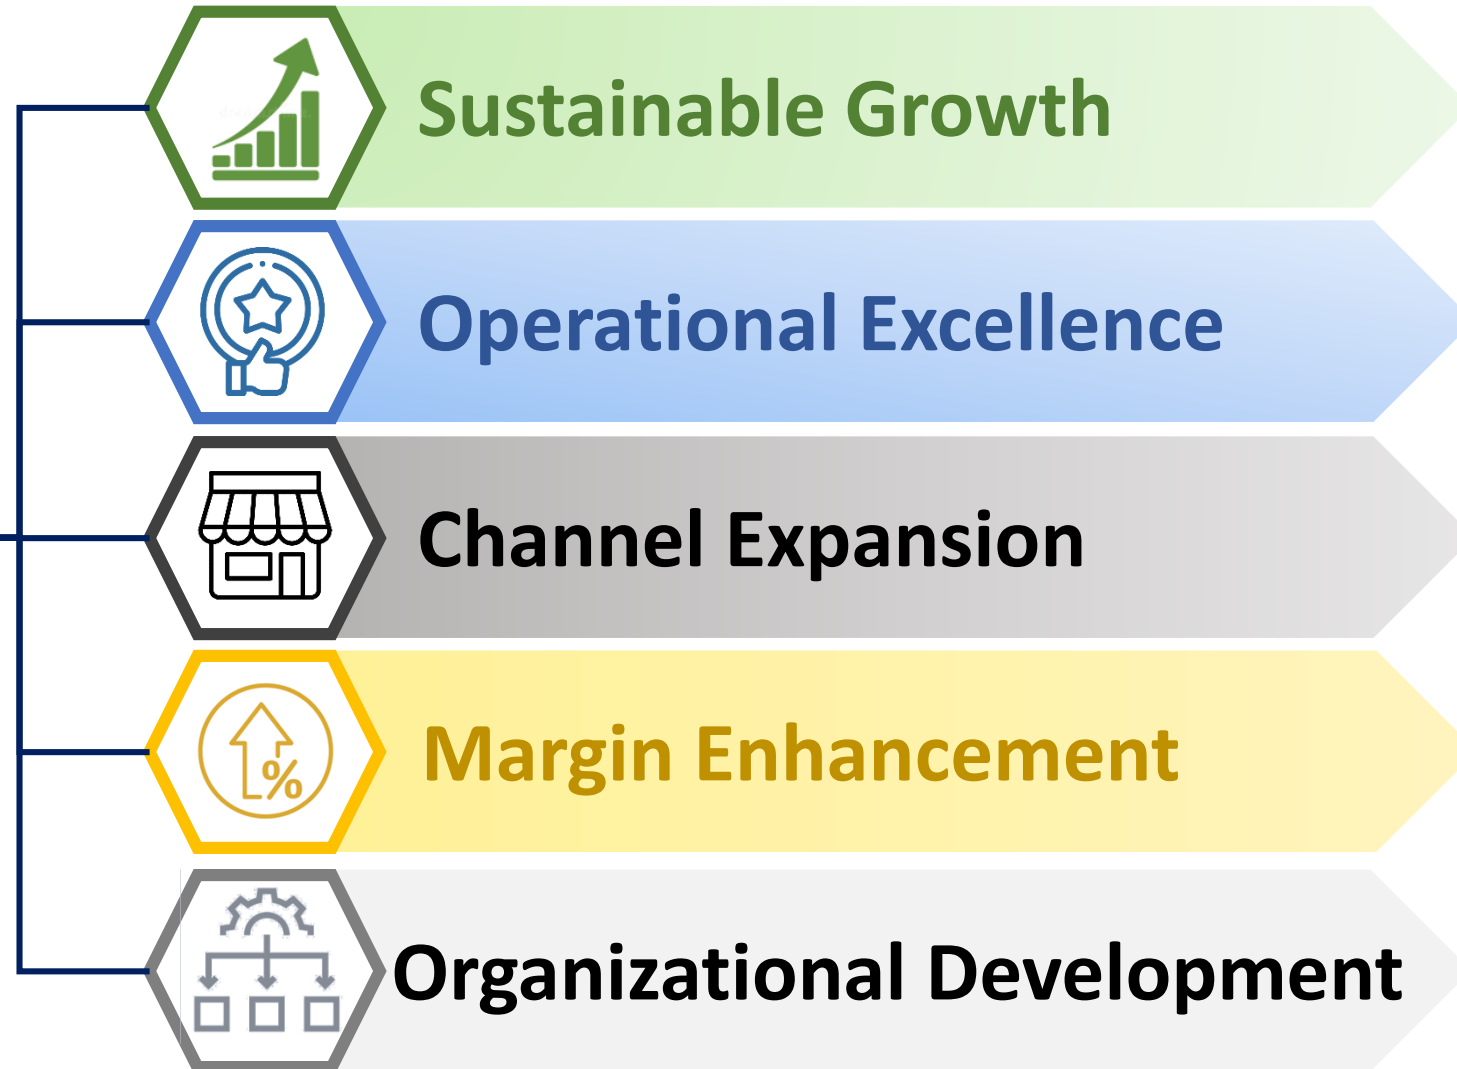 Sustainable Growth
Operational Excellence
Channel Expansion
%
Margin Enhancement
Organizational Development